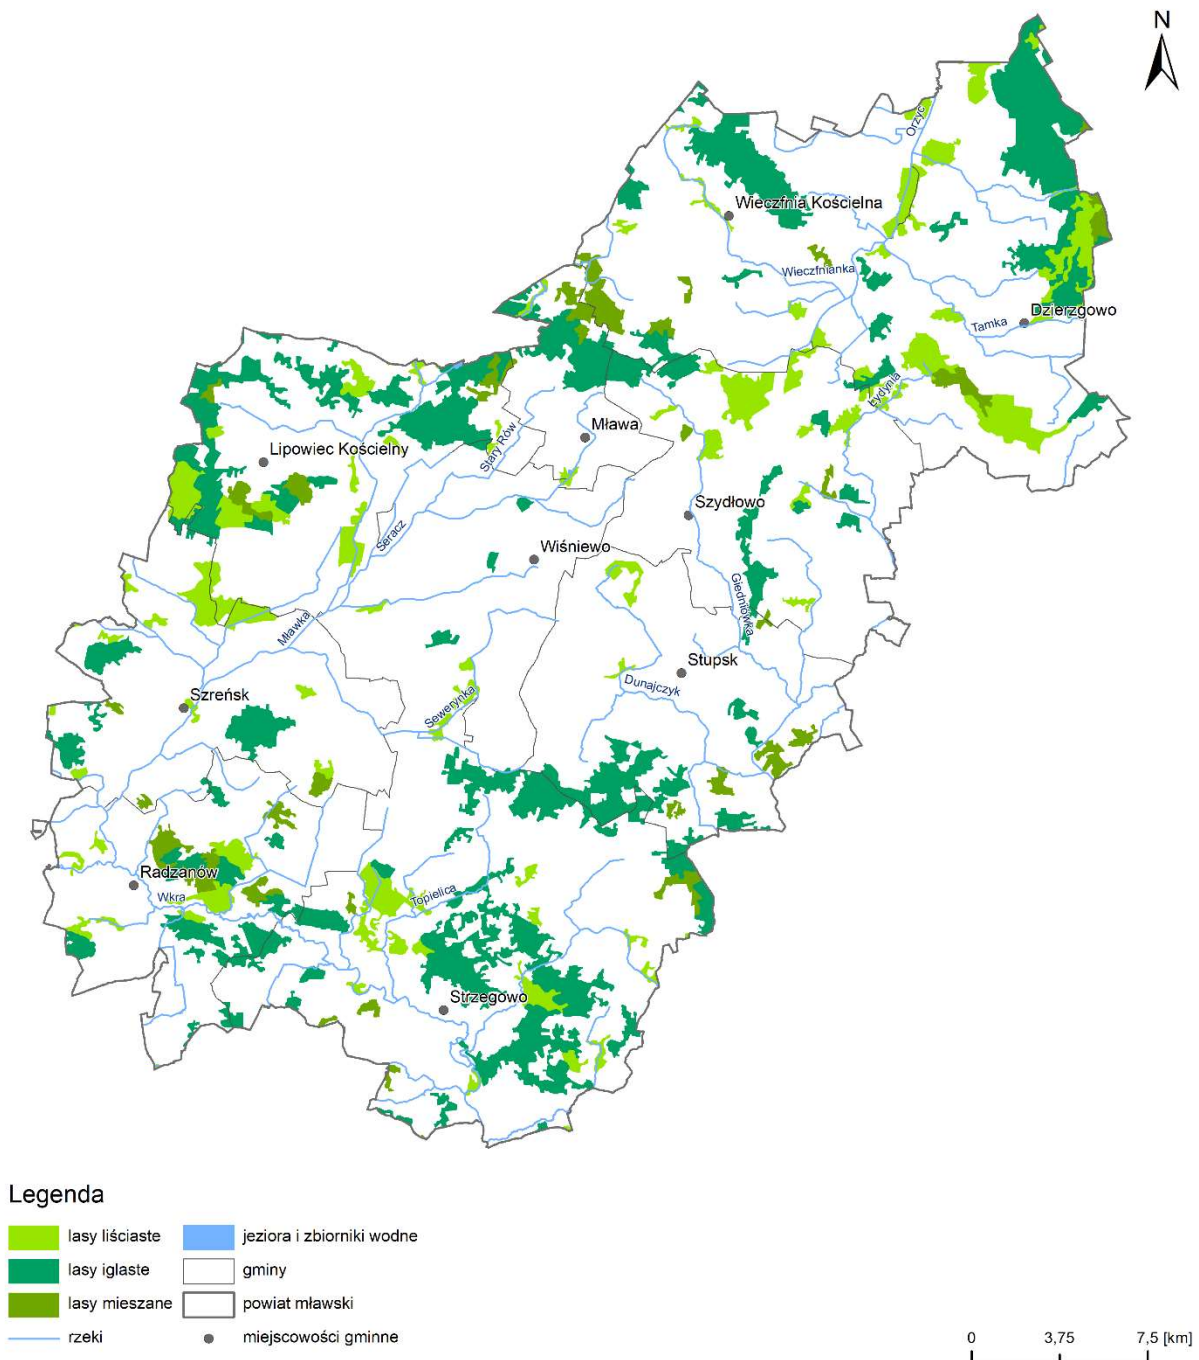 N
Orzyc
Wieczfnia Kościelna
Wieczfnianka
Dzierzgowo
Tamka
Łydynia
Mława
Stary Rów
Lipowiec Kościelny
Szydłowo
Seracz
Wiśniewo
Giedniówka
Mławka
Stupsk
Dunajczyk
Szreńsk
Sewerynka
Radzanów
Wkra
Topielica
Strzegowo
Legenda
lasy liściaste
jeziora i zbiorniki wodne
lasy iglaste
gminy
lasy mieszane
powiat mławski
rzeki
miejscowości gminne
0 3,75 7,5 [km]